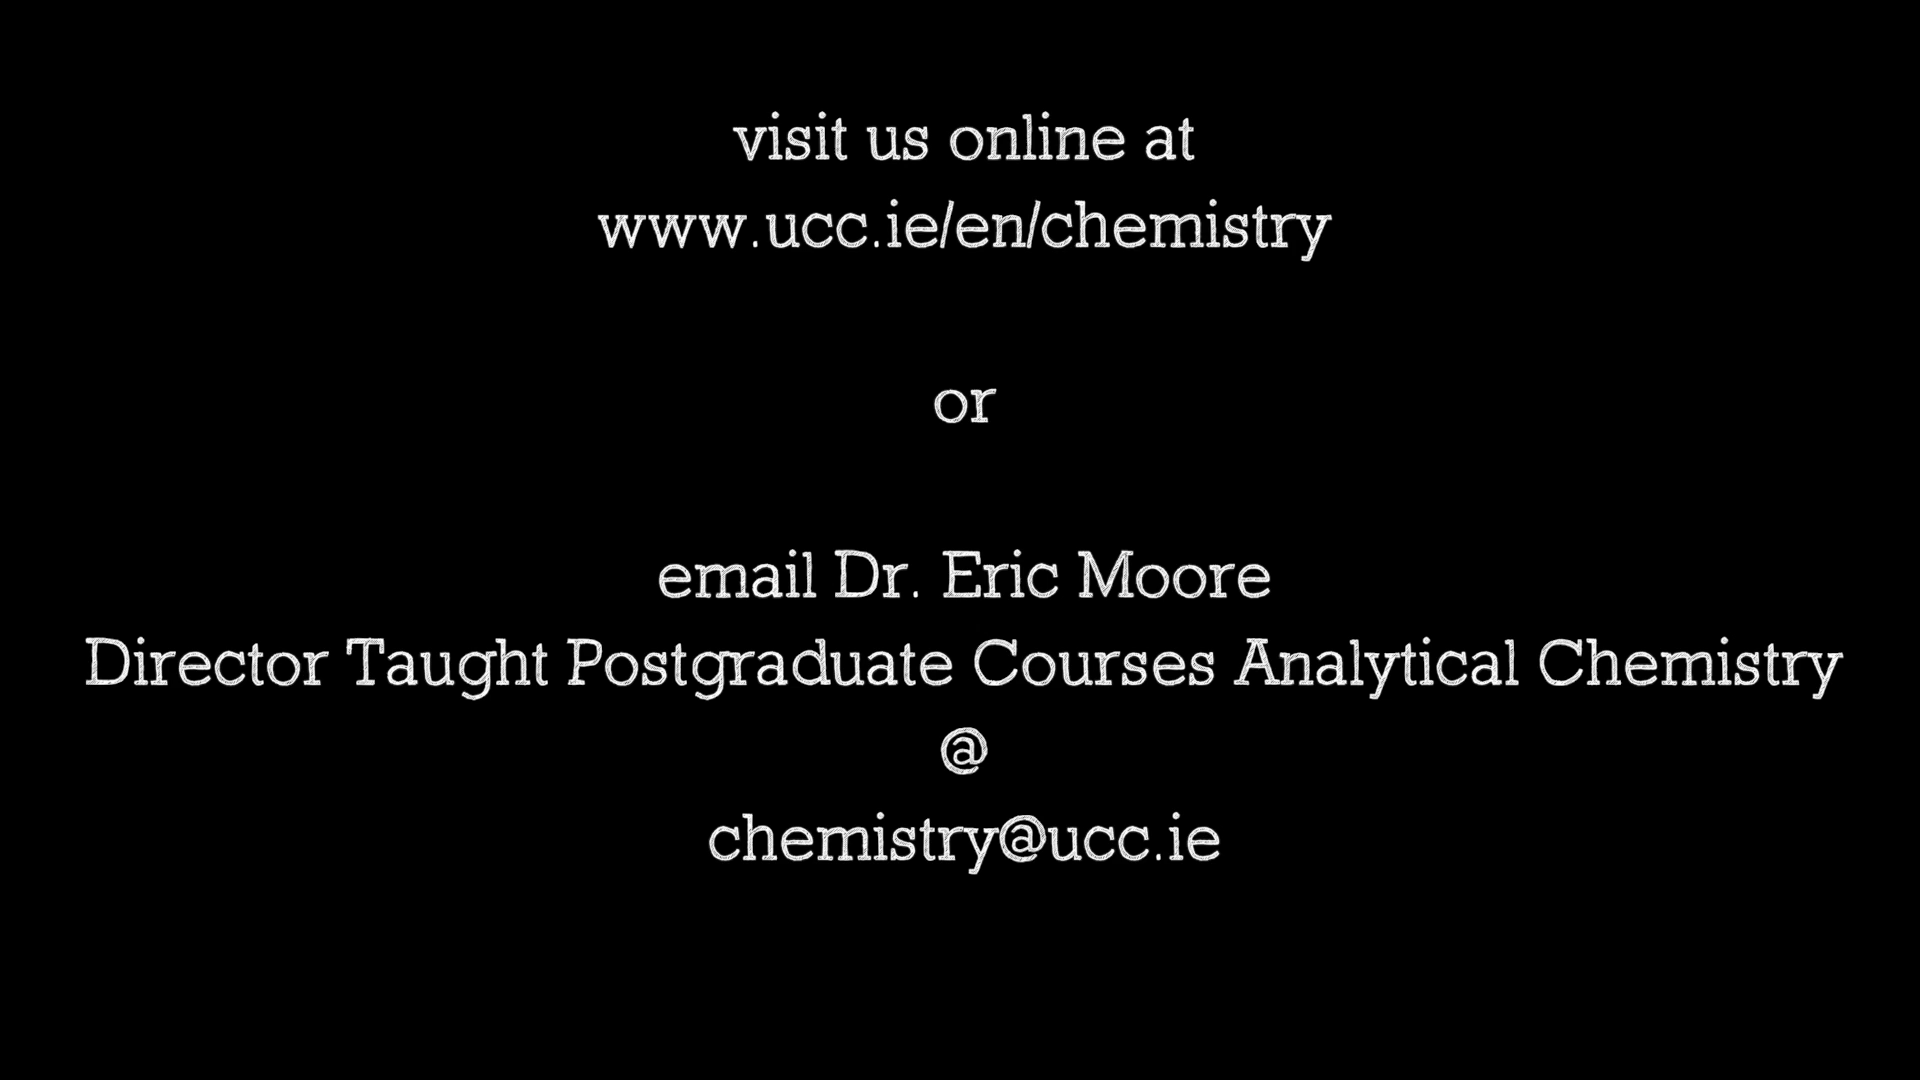 visit us online at
www.ucc.ie/en/chemistry
or
email Dr. Eric Moore
Director Taught Postgraduate Courses Analytical Chemistry
@
chemistry@ucc.ie